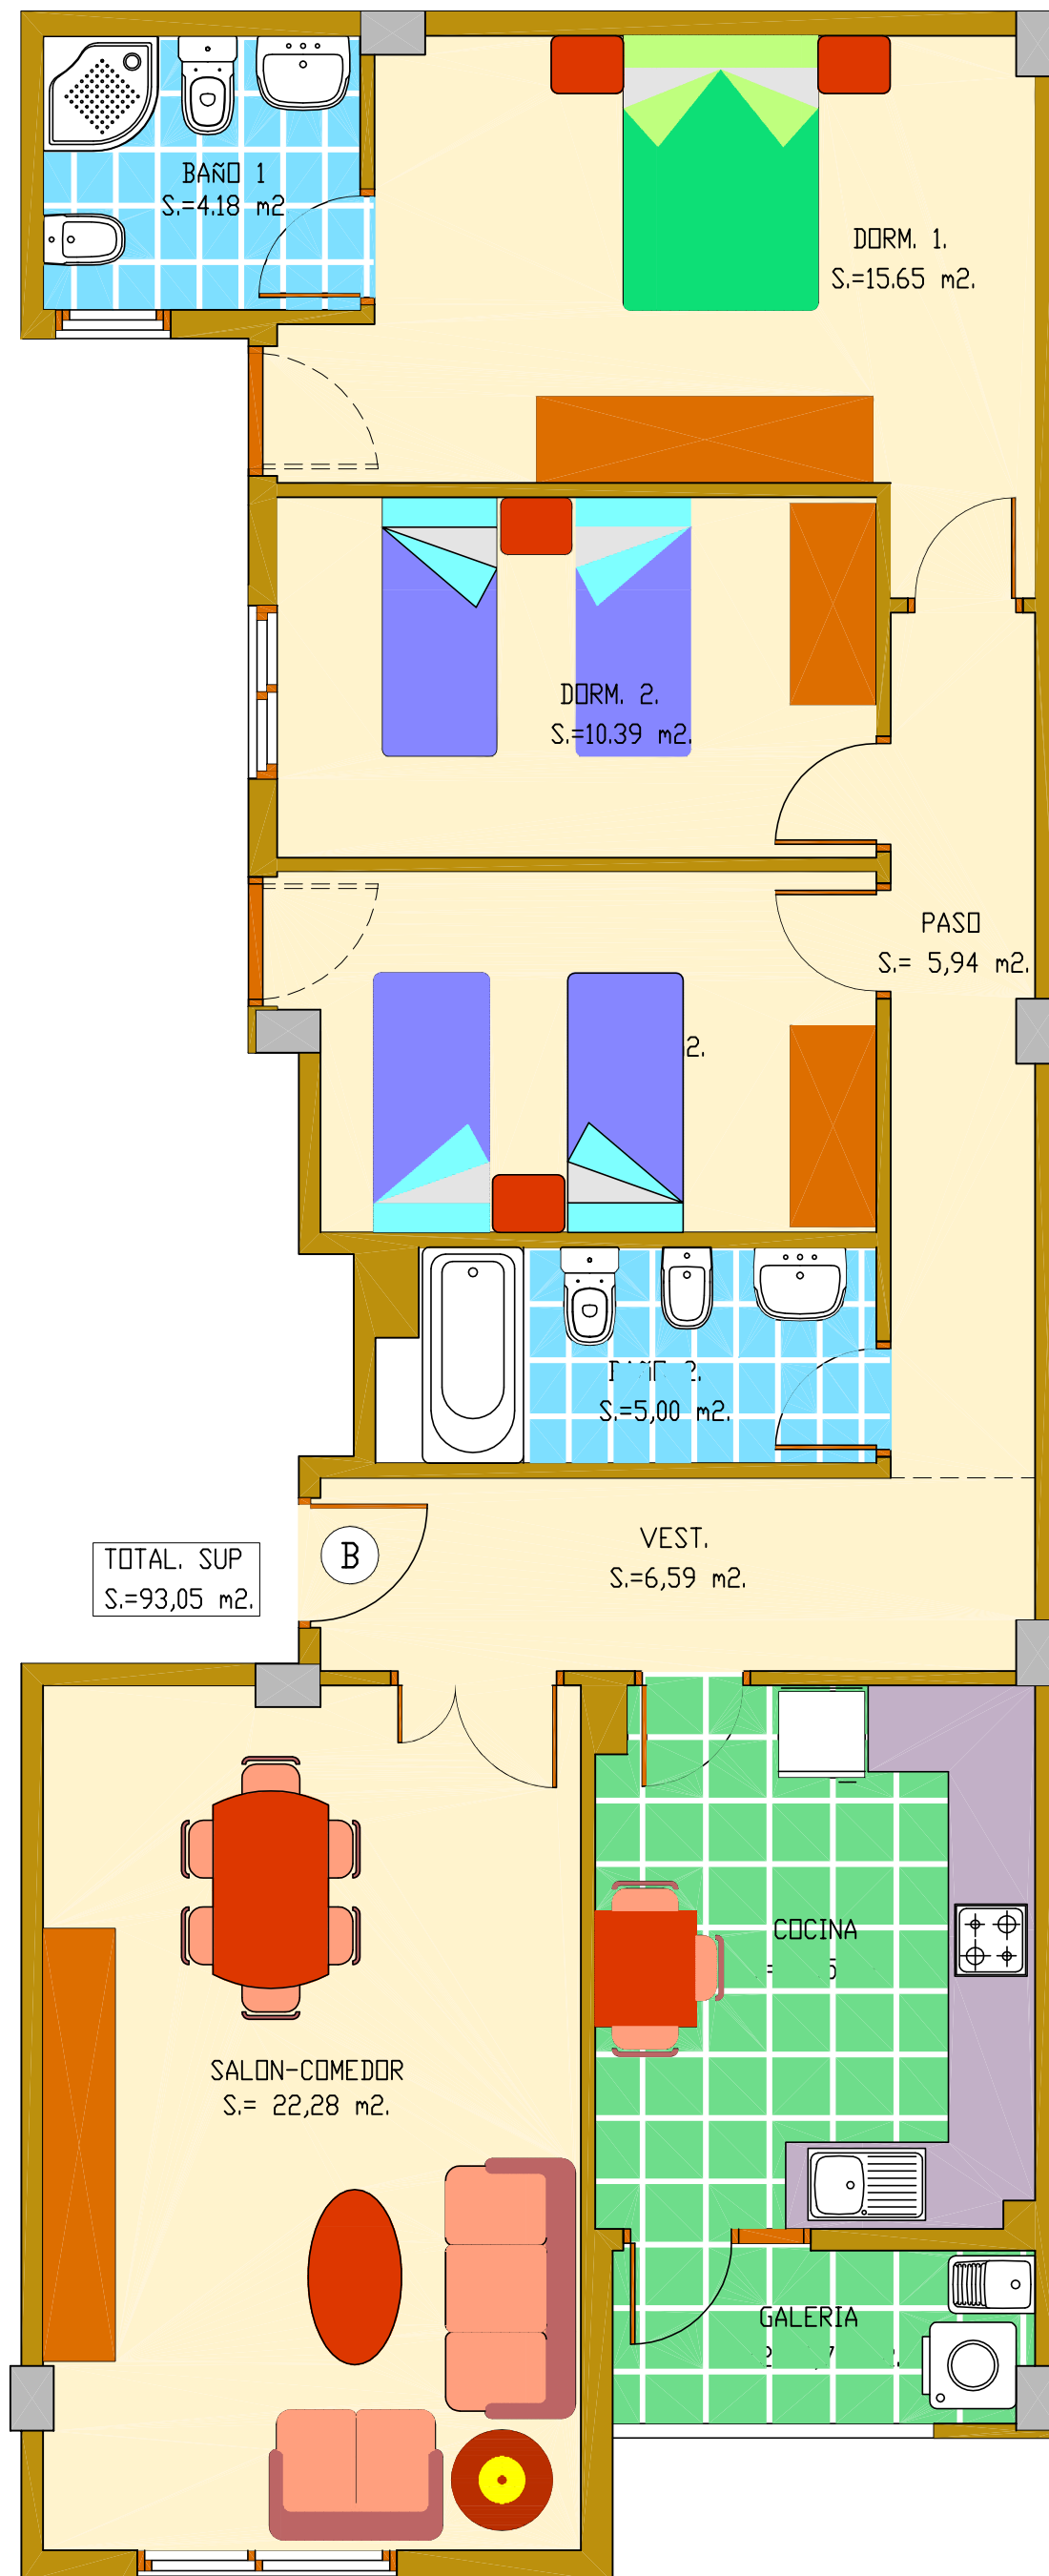 BAÑO 1
S.=4.18 m2
DORM. 1.
S.=15.65 m2.
DORM. 2.
S.=10.39 m2.
PASO
S.= 5,94 m2.
S.=5,00 m2.
VEST.
S.=6,59 m2.
B
TOTAL. SUP
S.=93,05 m2.
COCINA
SALON-COMEDOR
S.= 22,28 m2.
GALERIA